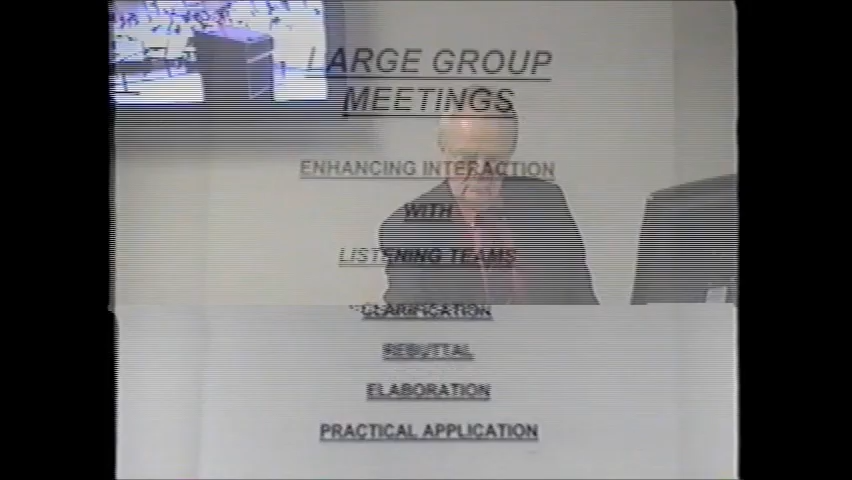 LARGE GROUP
MEETINGS
ENHANCING INTERACTION
WITH
LISTENING TEAMS
CLARIFICATION
REBUTTAL
ELABORATION
PRACTICAL APPLICATION